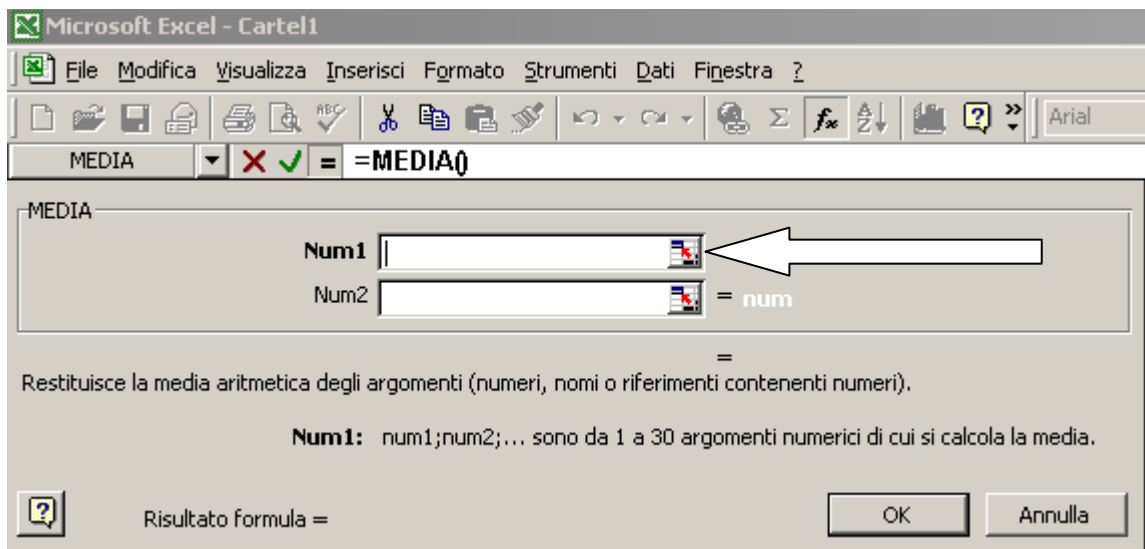 Microsoft Excel - Cartel1
File Modifica Visualizza Inserisci Formato Strumenti Dati Finestra ?
ABC Σ fx A Z ? » Arial
MEDIA = =MEDIA()
MEDIA
Num1
Num2 = num
=
Restituisce la media aritmetica degli argomenti (numeri, nomi o riferimenti contenenti numeri).
Num1: num1;num2;... sono da 1 a 30 argomenti numerici di cui si calcola la media.
? Risultato formula = OK Annulla